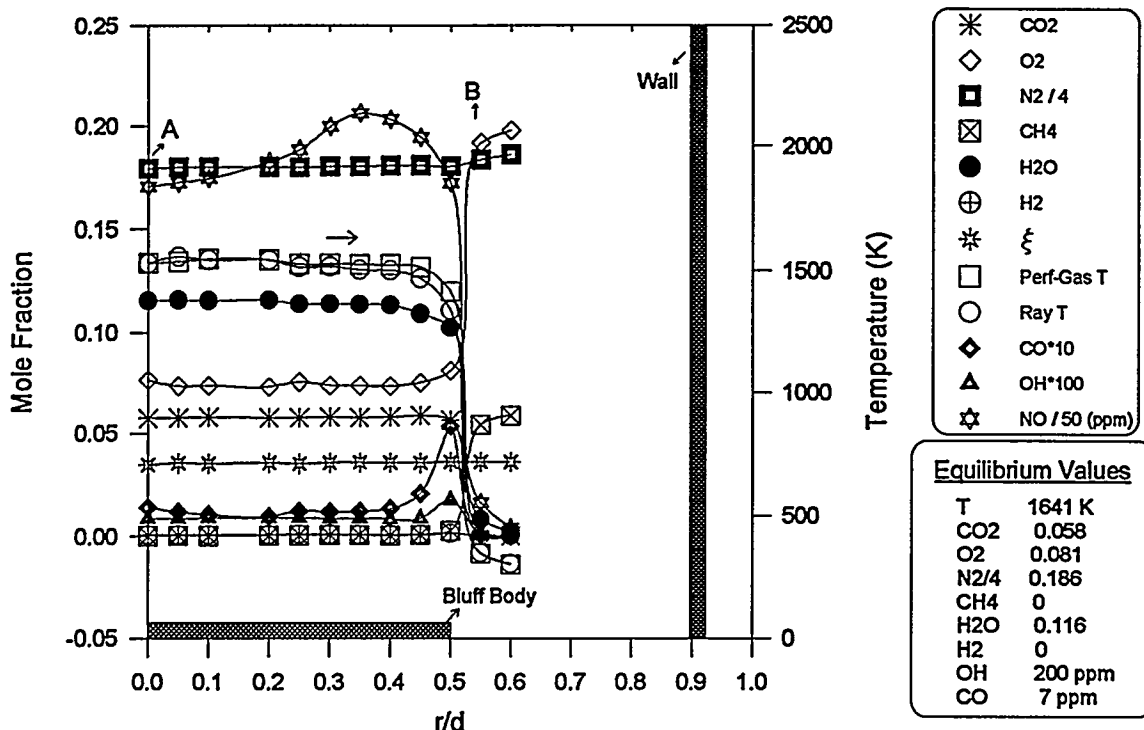 0.25
0.20
0.15
0.10
0.05
0.00
-0.05
Mole Fraction
2500
2000
1500
1000
500
0
Temperature (K)
0.0 0.1 0.2 0.3 0.4 0.5 0.6 0.7 0.8 0.9 1.0
r/d
A
B
Wall
Bluff Body
CO2
O2
N2 / 4
CH4
H2O
H2
ξ
Perf-Gas T
Ray T
CO*10
OH*100
NO / 50 (ppm)
Equilibrium Values
T 1641 K
CO2 0.058
O2 0.081
N2/4 0.186
CH4 0
H2O 0.116
H2 0
OH 200 ppm
CO 7 ppm